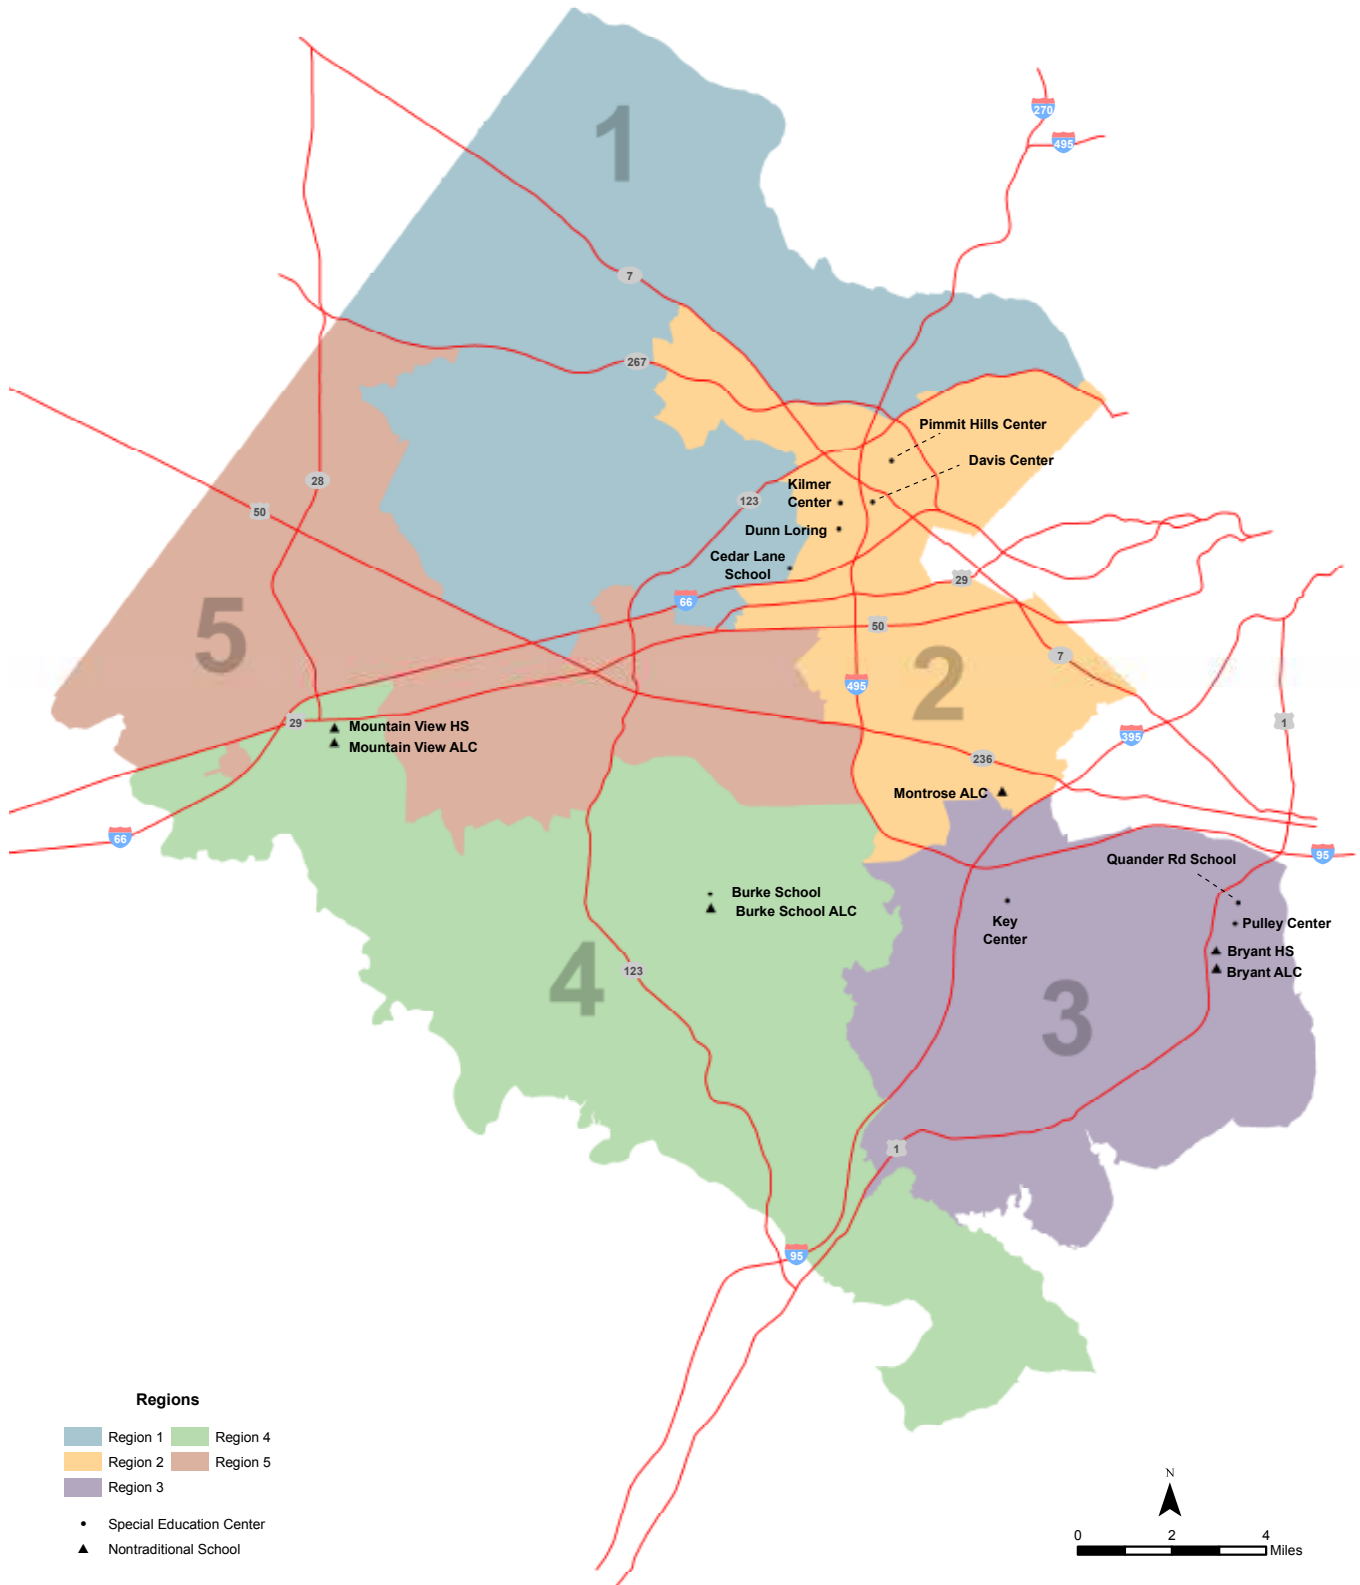 270
495
1
7
267
Pimmit Hills Center
Davis Center
28
Kilmer
Center
123
50
Dunn Loring
Cedar Lane
School
29
66
50
5
7
2
495
29
Mountain View HS
Mountain View ALC
1
395
236
Montrose ALC
66
95
Quander Rd School
Burke School
Burke School ALC
Key
Center
Pulley Center
Bryant HS
Bryant ALC
123
4
3
1
95
Regions
Region 1
Region 4
Region 2
Region 5
Region 3
Special Education Center
Nontraditional School
N
0 2 4
Miles